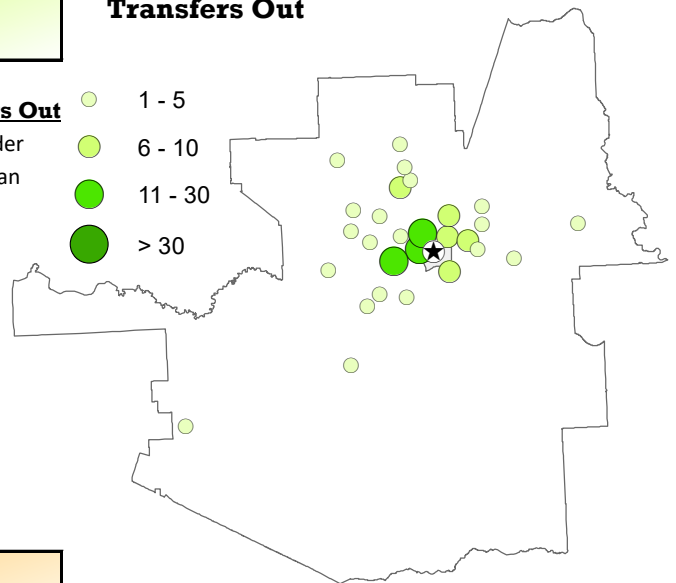 Transfers Out
s Out
der
an
1 - 5
6 - 10
11 - 30
> 30